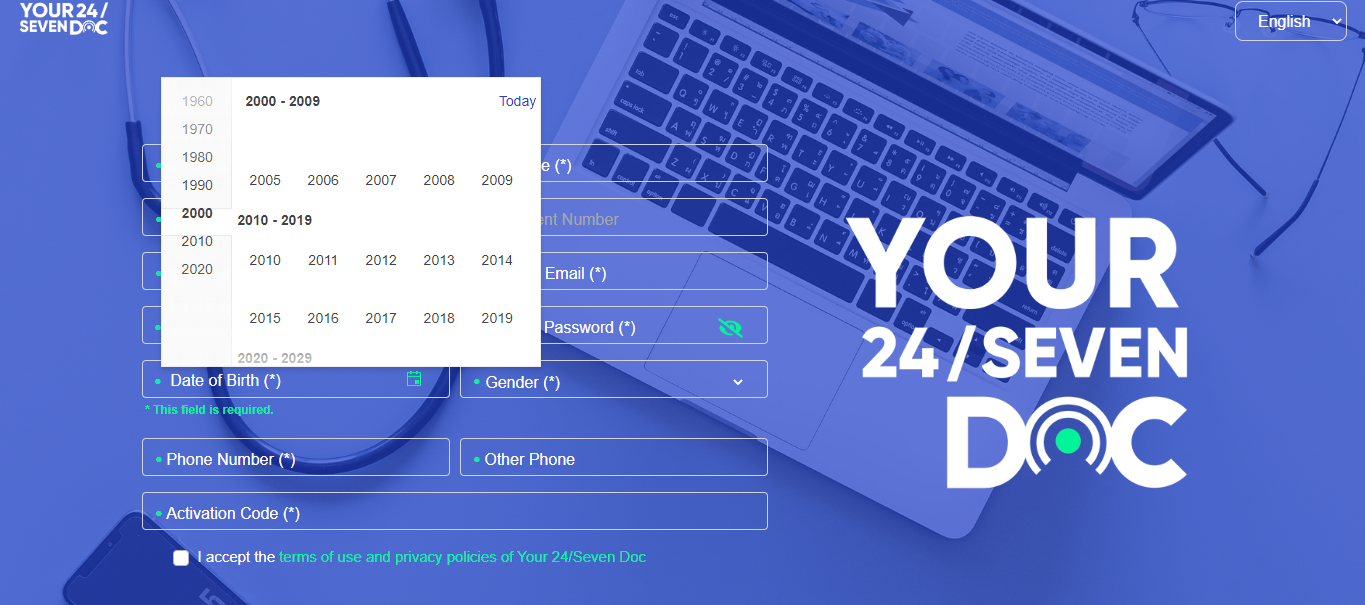 YOUR 24/
SEVEN DOC
English
1960
2000 - 2009
Today
1970
1980
1990
2005 2006 2007 2008 2009
2000
2010 - 2019
2010
2010 2011 2012 2013 2014
2020
2015 2016 2017 2018 2019
2020 - 2029
e (*)
ent Number
Email (*)
Password (*)
Date of Birth (*)
Gender (*)
* This field is required.
Phone Number (*)
Other Phone
Activation Code (*)
I accept the terms of use and privacy policies of Your 24/Seven Doc
YOUR
24/SEVEN
DOC